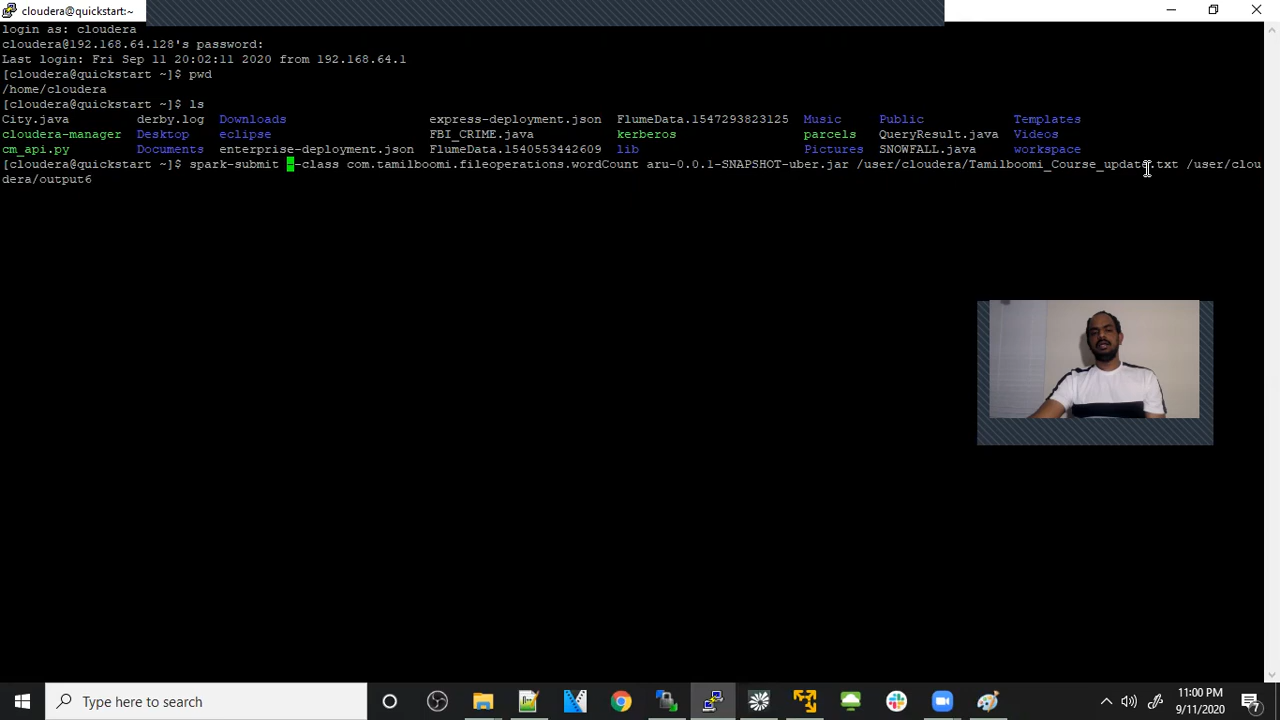 cloudera@quickstart:~
login as: cloudera
cloudera@192.168.64.128's password:
Last login: Fri Sep 11 20:02:11 2020 from 192.168.64.1
[cloudera@quickstart ~]$ pwd
/home/cloudera
[cloudera@quickstart ~]$ ls
City.java derby.log Downloads express-deployment.json FlumeData.1547293823125 Music Public Templates
cloudera-manager Desktop eclipse FBI_CRIME.java kerberos parcels QueryResult.java Videos
cm_api.py Documents enterprise-deployment.json FlumeData.1540553442609 lib Pictures SNOWFALL.java workspace
[cloudera@quickstart ~]$ spark-submit --class com.tamilboomi.fileoperations.wordCount aru-0.0.1-SNAPSHOT-uber.jar /user/cloudera/Tamilboomi_Course_update.txt /user/clou
dera/output6
Type here to search
11:00 PM
9/11/2020
7